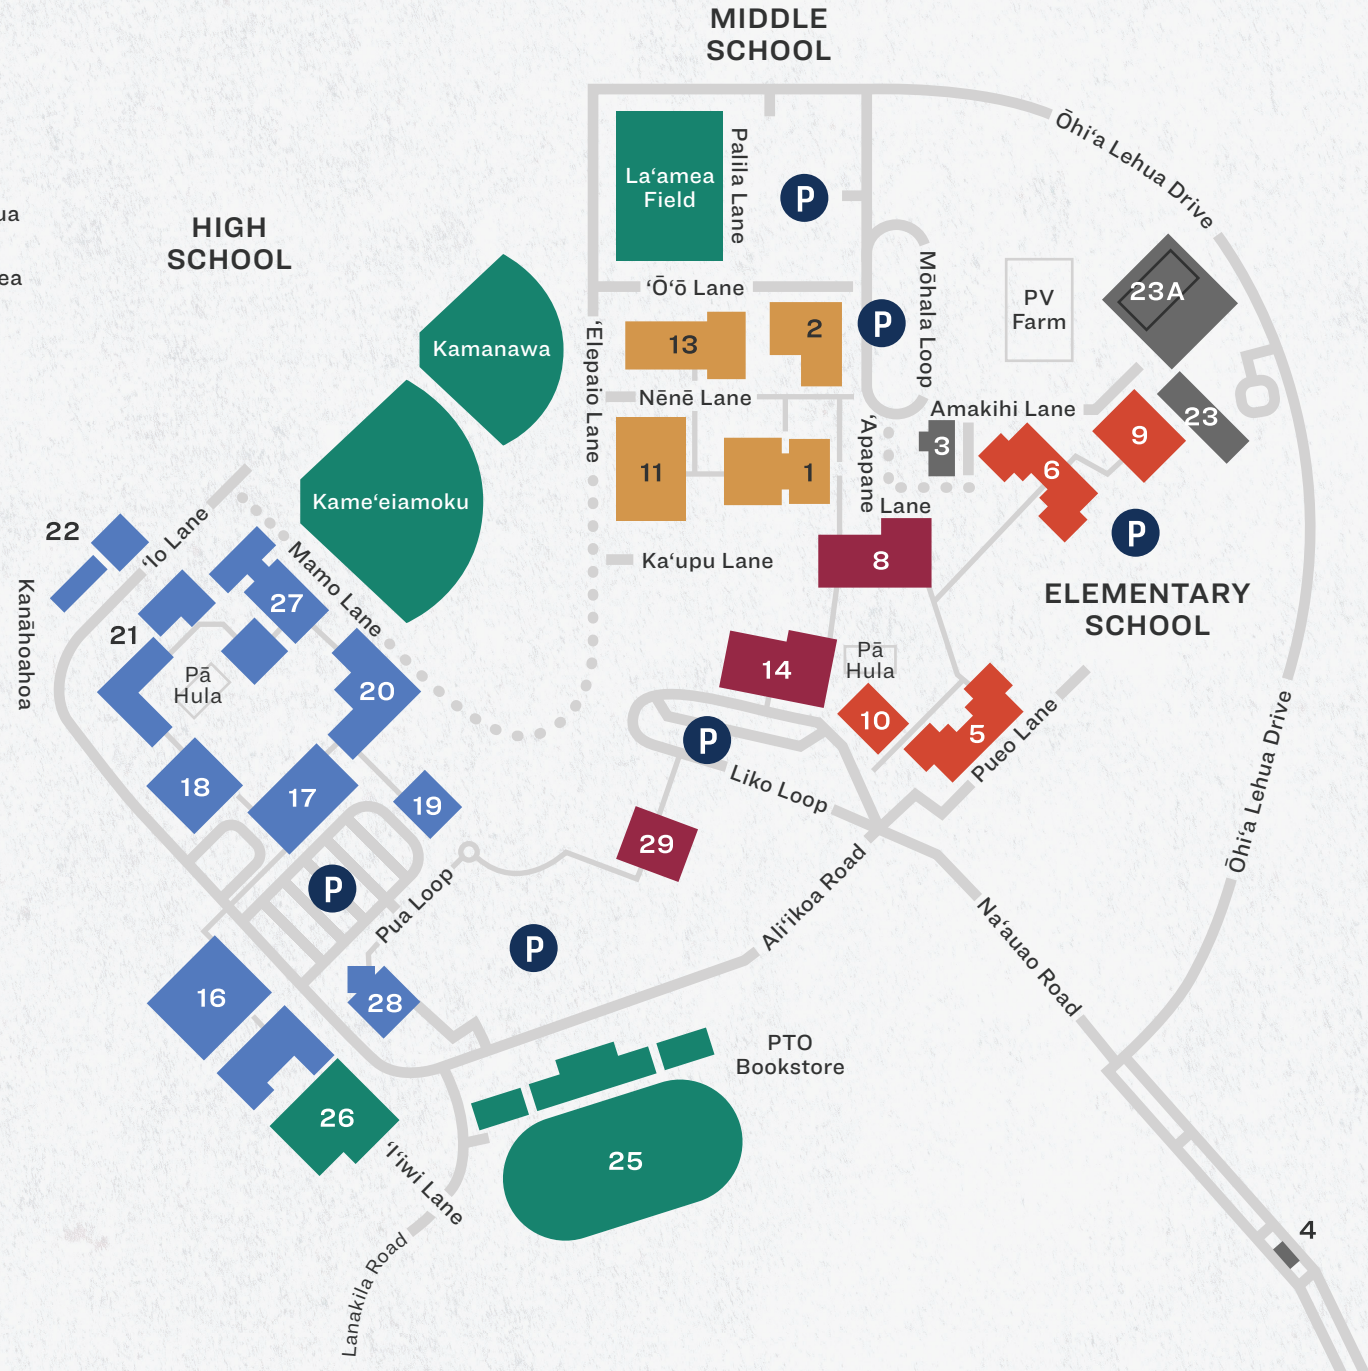 MIDDLE
SCHOOL
Ōhi‘a Lehua Drive
La‘amea
Field
Palila Lane
P
ua
HIGH
SCHOOL
ea
‘Ō‘ō Lane
Mōhala Loop
PV
Farm
23A
13
2
P
Kamanawa
‘Elepaio Lane
Nēnē Lane
Amakihi Lane
23
9
‘Apapane
Lane
3
6
11
1
Kame‘eiamoku
22
‘Io Lane
Mamo Lane
P
Ka‘upu Lane
8
Kanāhoahoa
27
ELEMENTARY
SCHOOL
21
Pā
Hula
20
14
Pā
Hula
10
5
Pueo Lane
P
Liko Loop
Ōhi‘a Lehua Drive
18
17
19
29
P
Pua Loop
Ali‘ikoa Road
Na‘auao Road
P
16
28
PTO
Bookstore
26
25
‘I‘iwi Lane
Lanakila Road
4